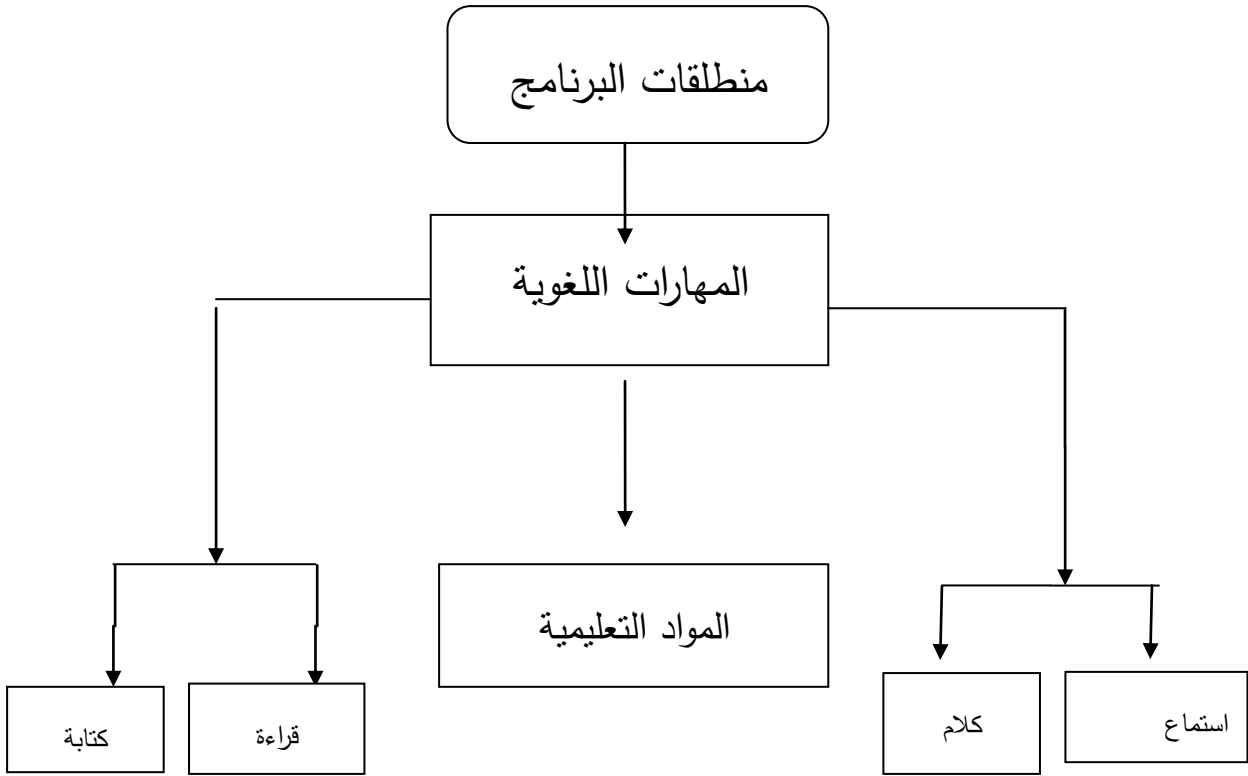 منطلقات البرنامج
المهارات اللغوية
المواد التعليمية
استماع
كلام
قراءة
كتابة